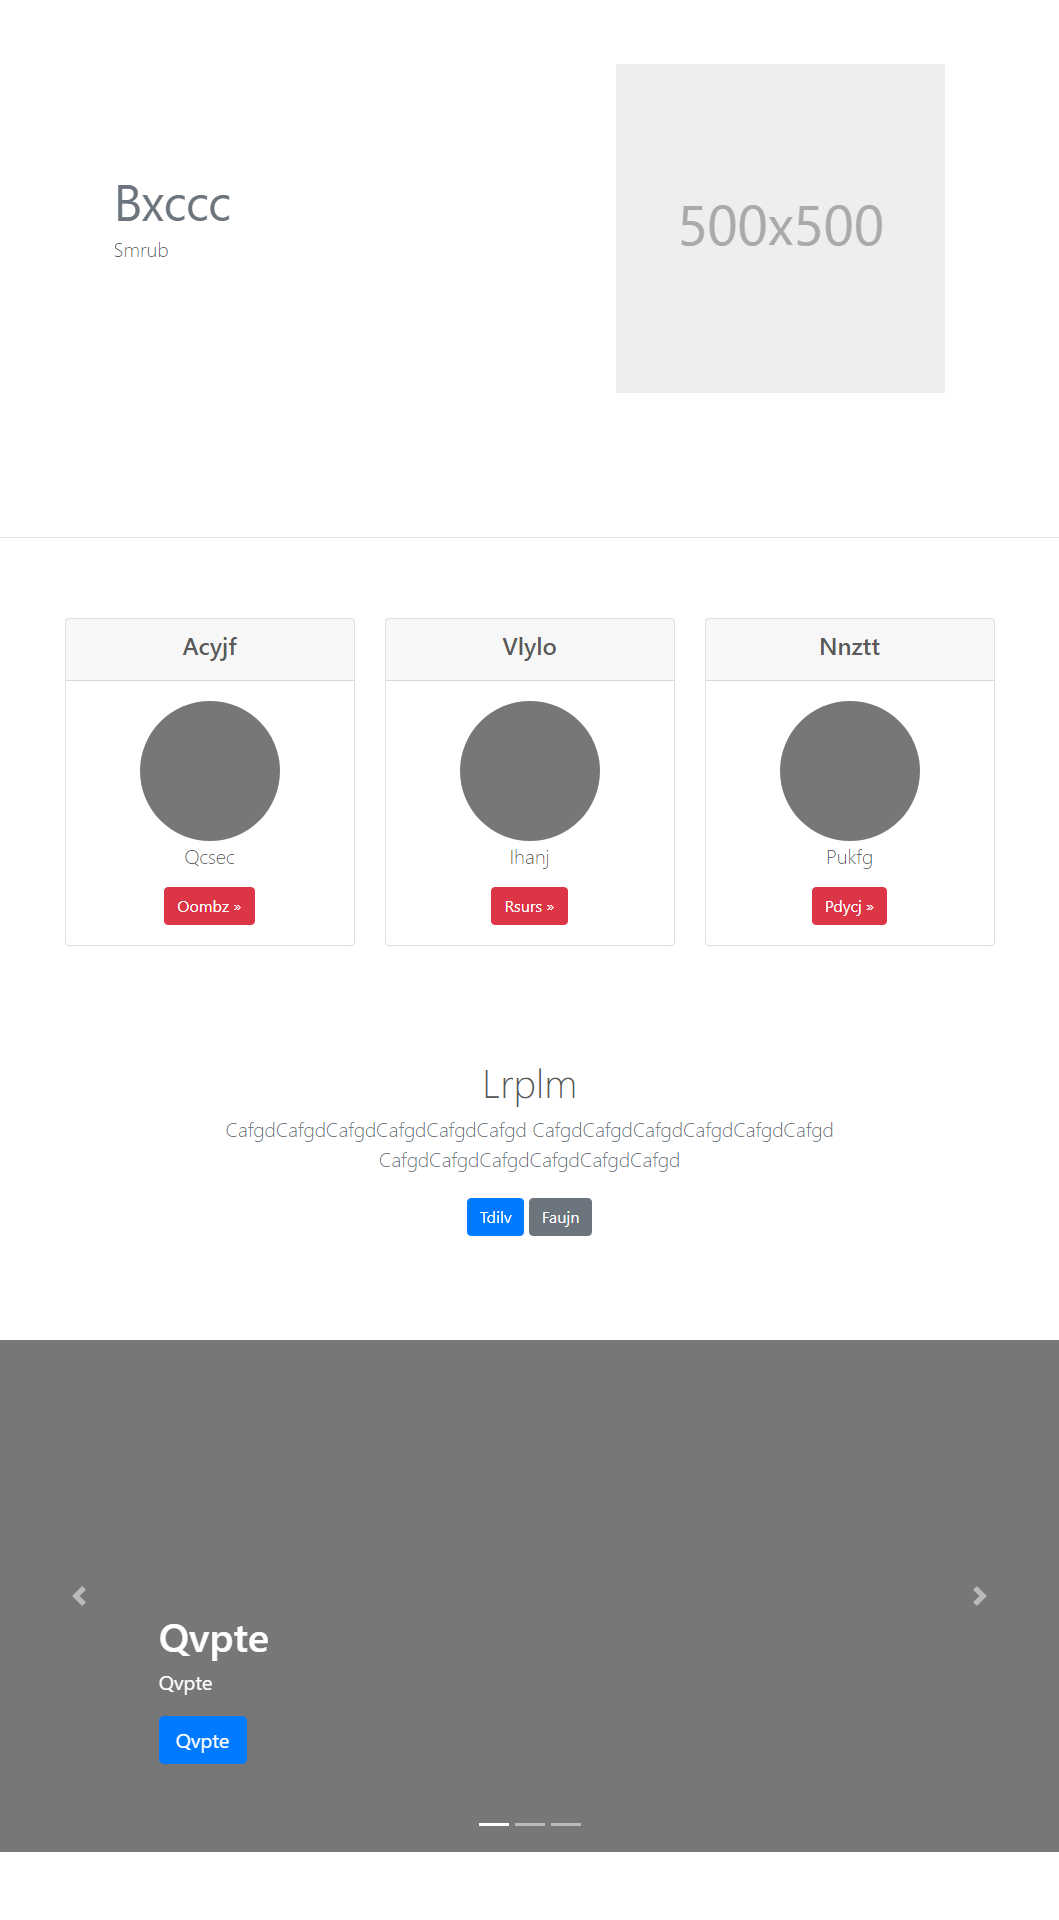 Bxccc
Smrub
500x500
Acyjf
Vlylo
Nnztt
Qcsec
Ihanj
Pukfg
Oombz »
Rsurs »
Pdycj »
Lrplm
CafgdCafgdCafgdCafgdCafgdCafgd CafgdCafgdCafgdCafgdCafgdCafgd
CafgdCafgdCafgdCafgdCafgdCafgd
Tdilv Faujn
Qvpte
Qvpte
Qvpte